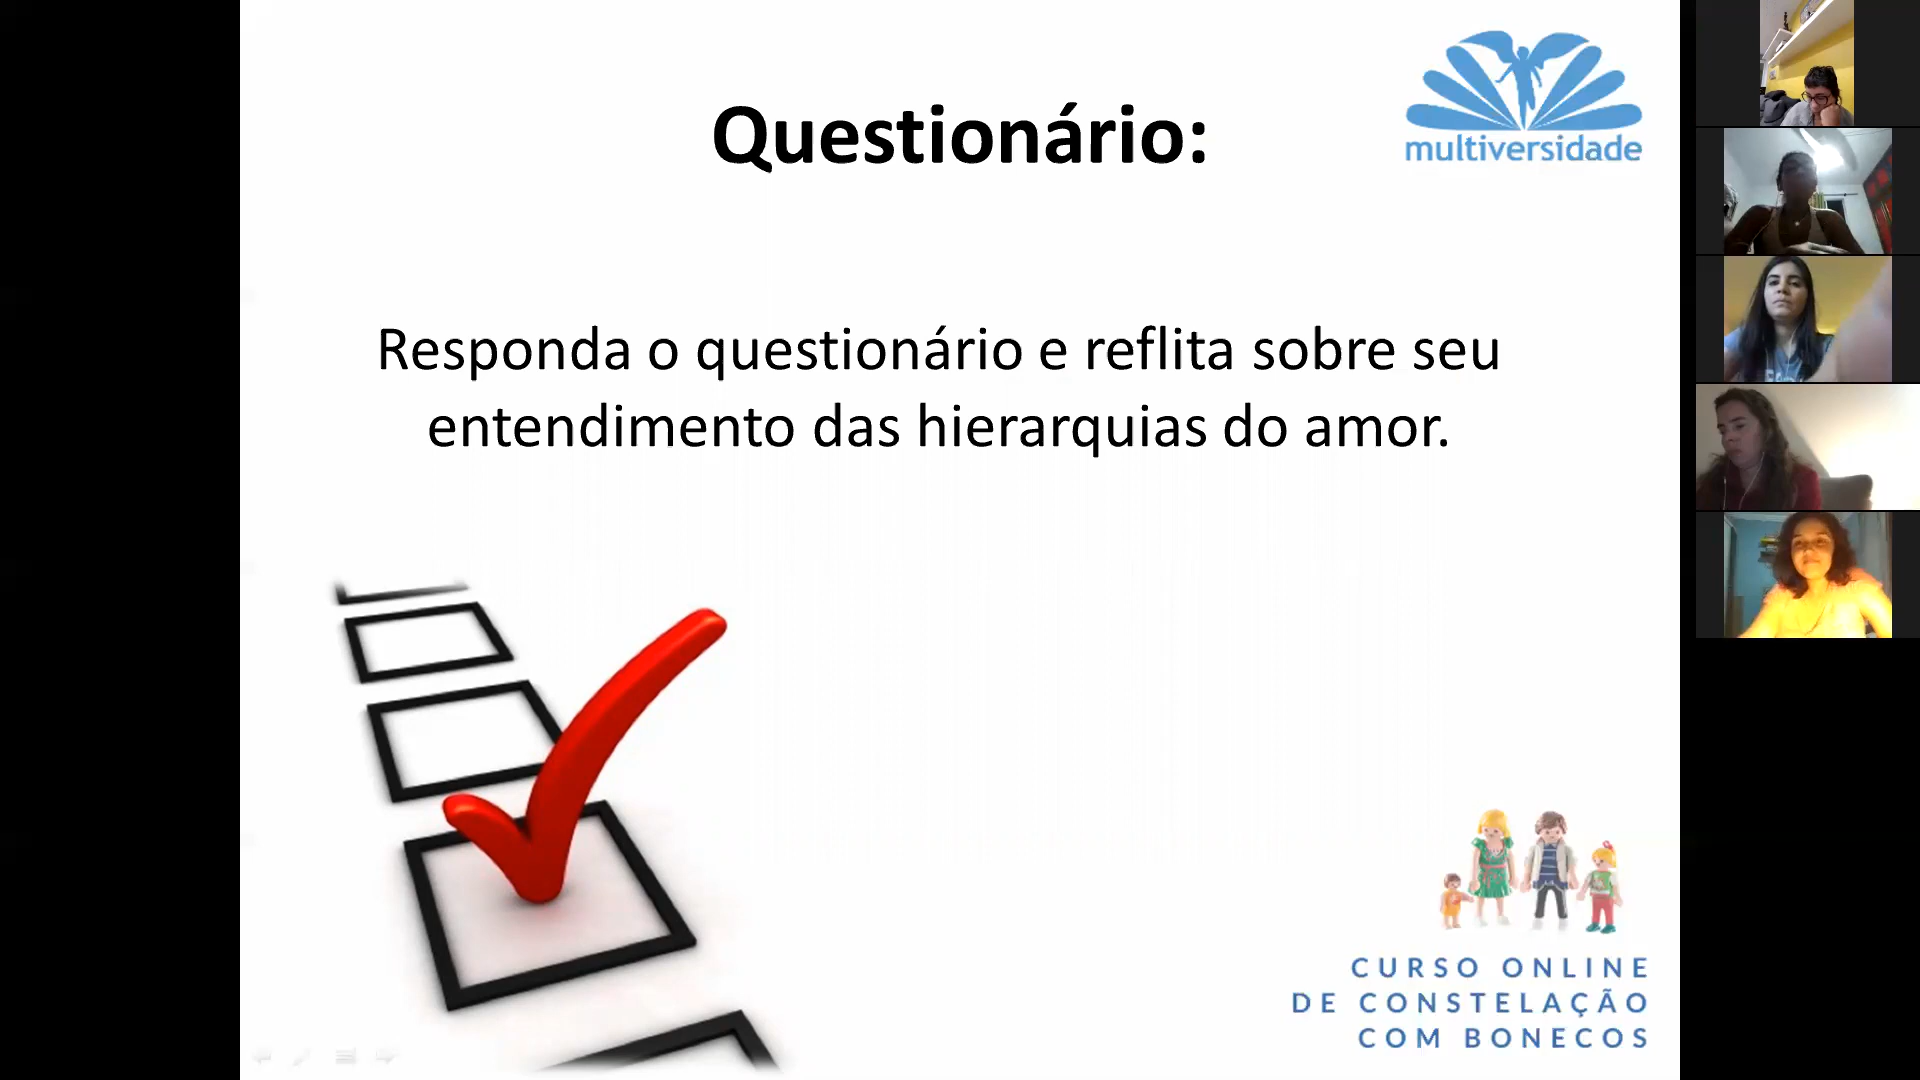 multiversidade
Questionário:
Responda o questionário e reflita sobre seu
entendimento das hierarquias do amor.
CURSO ONLINE
DE CONSTELAÇÃO
COM BONECOS